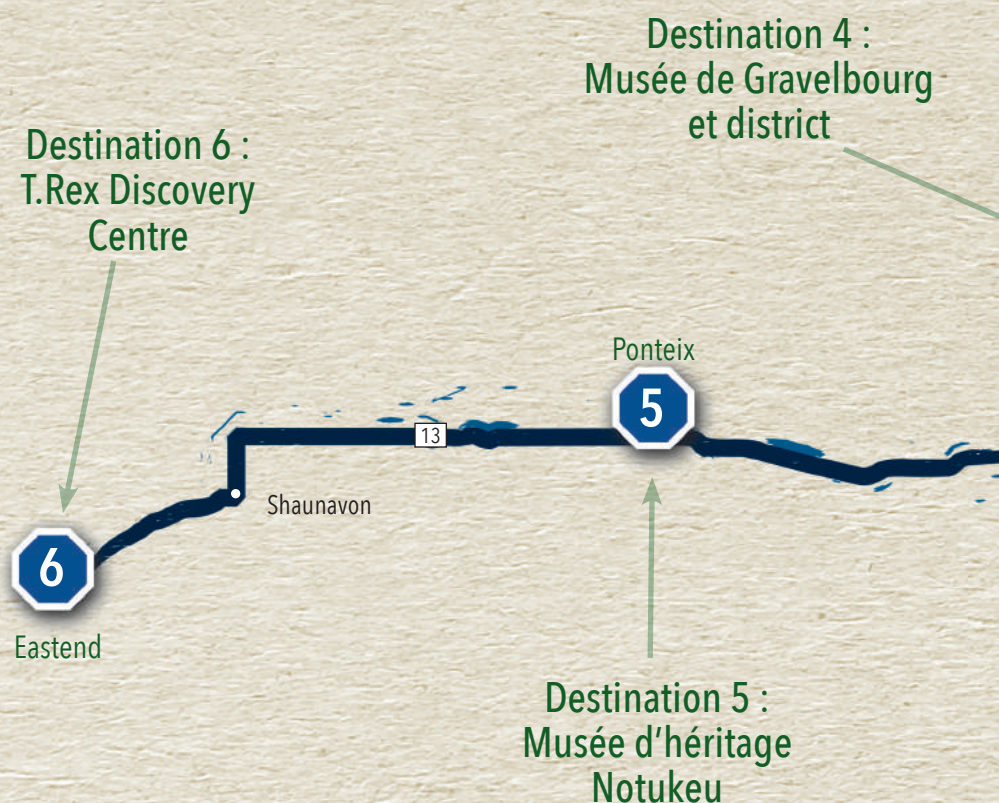 Destination 4 :
Musée de Gravelbourg
et district
Destination 6 :
T.Rex Discovery
Centre
Ponteix
5
13
Shaunavon
6
Eastend
Destination 5 :
Musée d'héritage
Notukeu